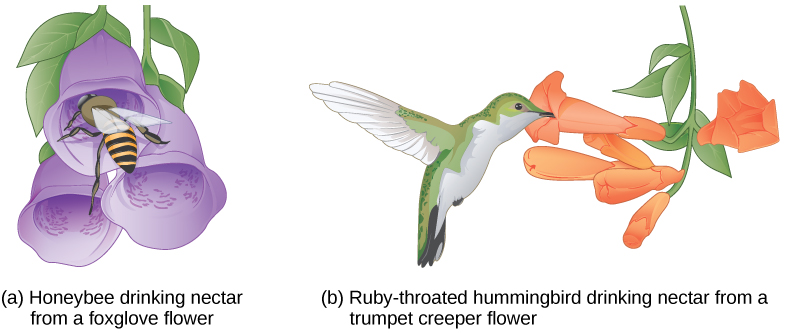 (a) Honeybee drinking nectar
from a foxglove flower
(b) Ruby-throated hummingbird drinking nectar from a
trumpet creeper flower